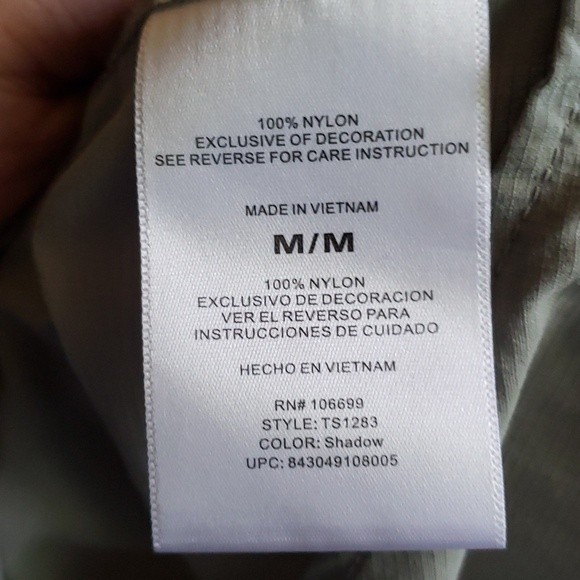 100% NYLON
EXCLUSIVE OF DECORATION
SEE REVERSE FOR CARE INSTRUCTION
MADE IN VIETNAM
M/M
100% NYLON
EXCLUSIVO DE DECORACION
VER EL REVERSO PARA
INSTRUCCIONES DE CUIDADO
HECHO EN VIETNAM
RN# 106699
STYLE: TS1283
COLOR: Shadow
UPC: 843049108005